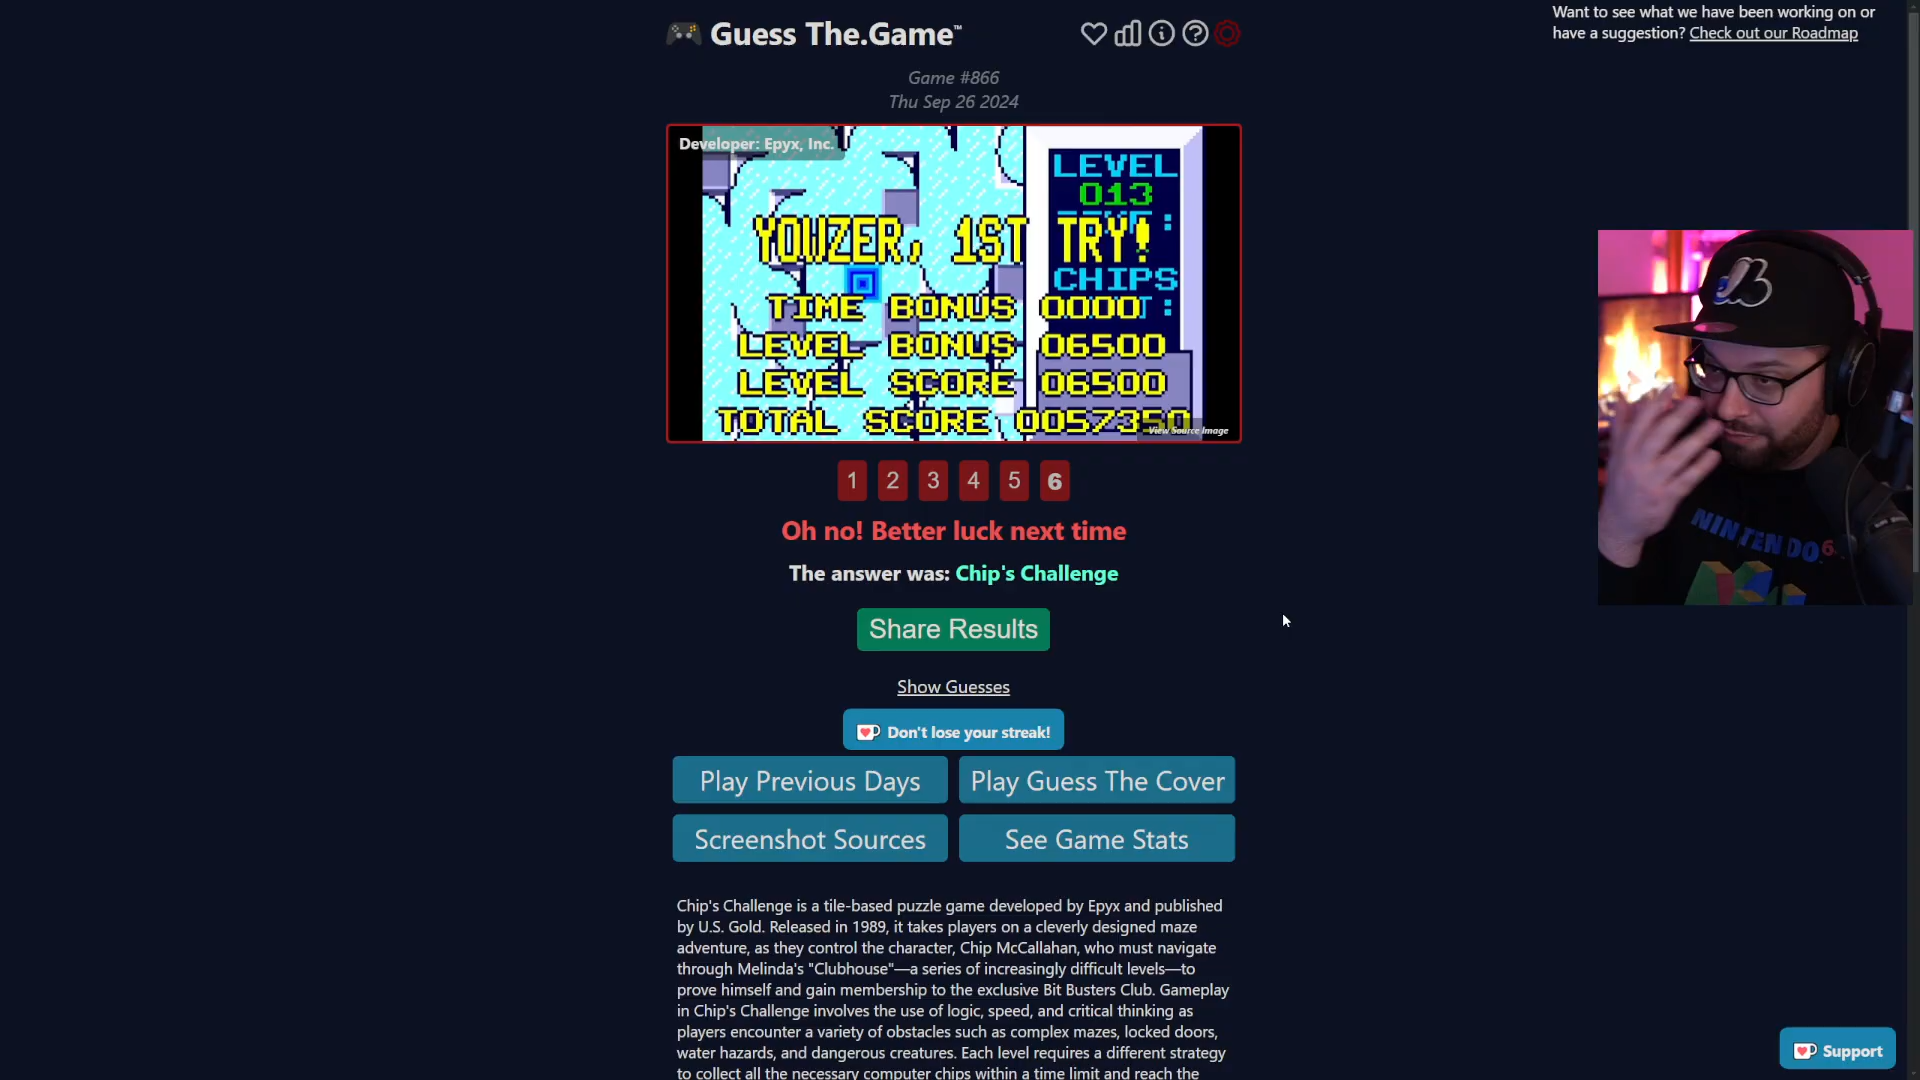 Guess The.Game™
Want to see what we have been working on or
have a suggestion? Check out our Roadmap
Game #866
Thu Sep 26 2024
Developer: Epyx, Inc.
LEVEL
013
YOWZER, 1ST TRY!
CHIPS
TIME BONUS 0000
LEVEL BONUS 06500
LEVEL SCORE 06500
TOTAL SCORE 0057350
View Source Image
1 2 3 4 5 6
Oh no! Better luck next time
The answer was: Chip's Challenge
Share Results
Show Guesses
Don't lose your streak!
Play Previous Days
Play Guess The Cover
Screenshot Sources
See Game Stats
Chip's Challenge is a tile-based puzzle game developed by Epyx and published
by U.S. Gold. Released in 1989, it takes players on a cleverly designed maze
adventure, as they control the character, Chip McCallahan, who must navigate
through Melinda's "Clubhouse"—a series of increasingly difficult levels—to
prove himself and gain membership to the exclusive Bit Busters Club. Gameplay
in Chip's Challenge involves the use of logic, speed, and critical thinking as
players encounter a variety of obstacles such as complex mazes, locked doors,
water hazards, and dangerous creatures. Each level requires a different strategy
to collect all the necessary computer chips within a time limit and reach the
NINTENDO 6
Support